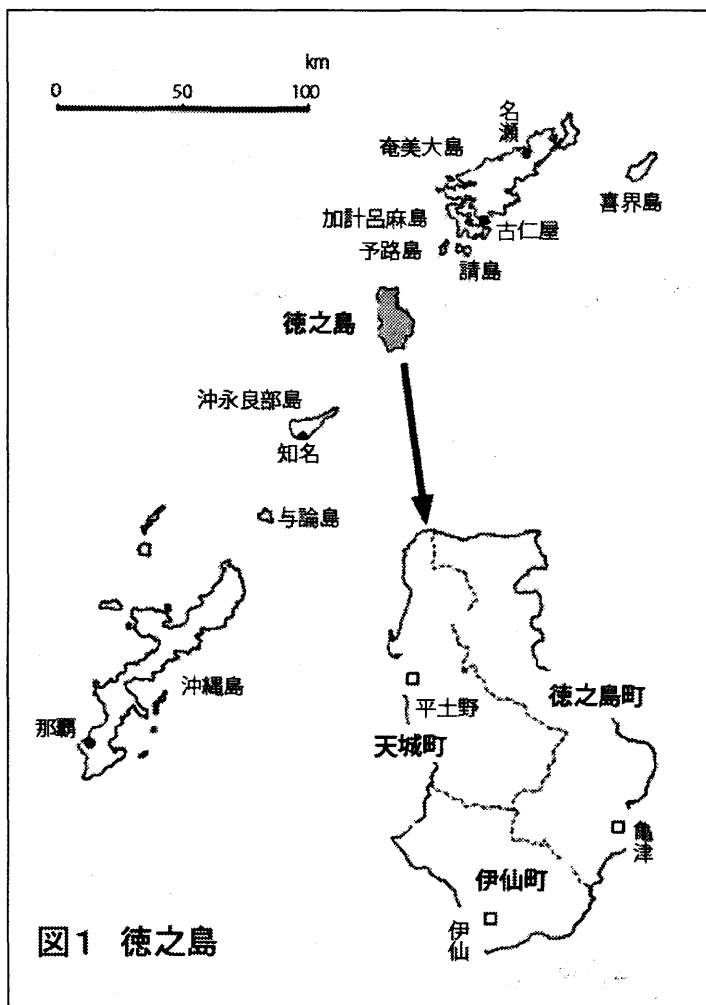 km
0 50 100
名瀬
奄美大島
喜界島
加計呂麻島
古仁屋
予路島
請島
徳之島
沖永良部島
知名
与論島
沖縄島
那覇
徳之島町
平土野
天城町
亀津
伊仙町
伊仙
図1 徳之島